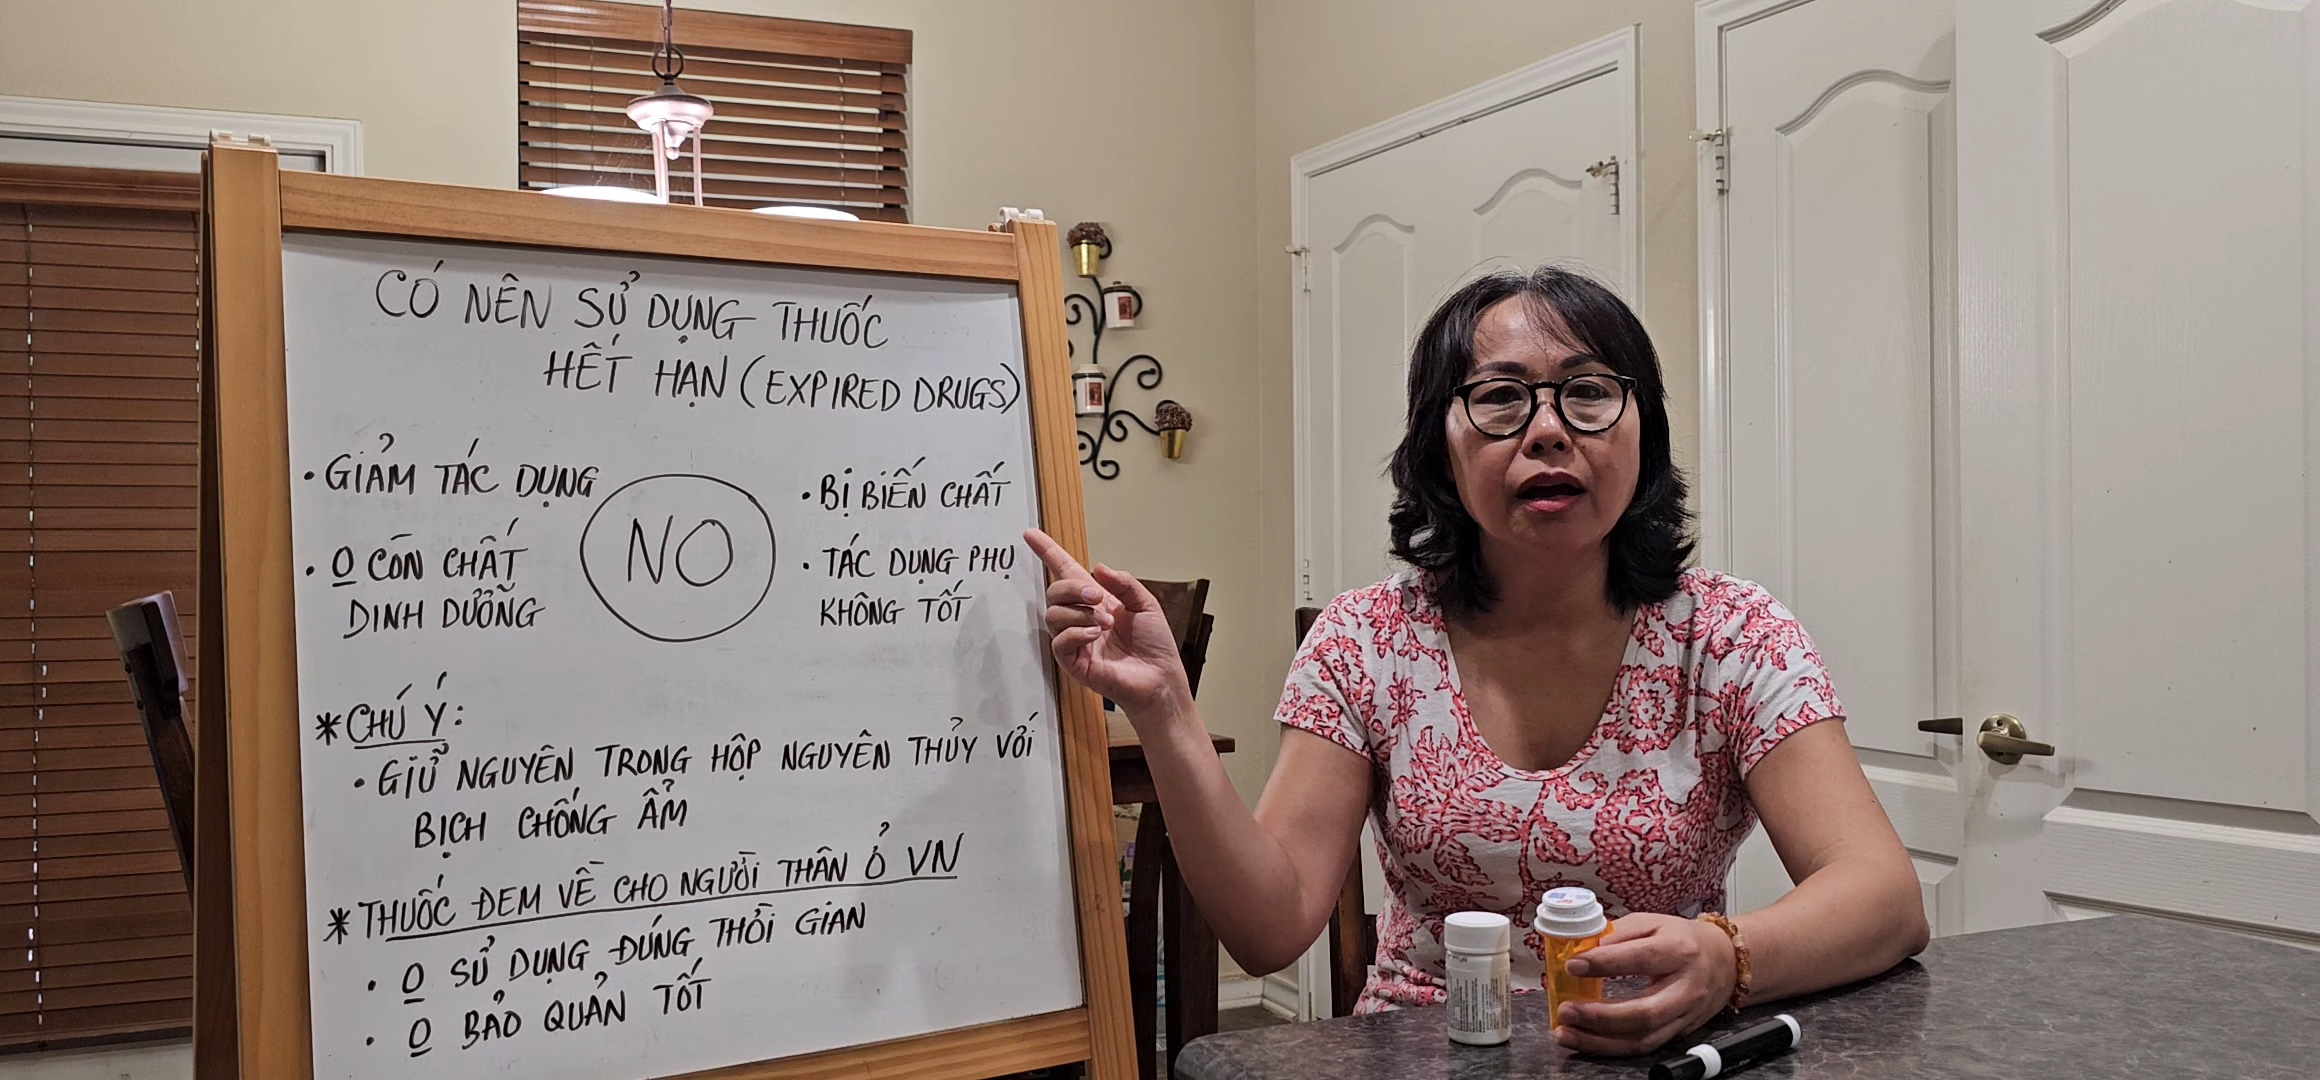 CÓ NÊN SỬ DỤNG THUỐC
HẾT HẠN (EXPIRED DRUGS)
• GIẢM TÁC DỤNG
• O CÒN CHẤT
DINH DƯỠNG
NO
• BỊ BIẾN CHẤT
• TÁC DỤNG PHỤ
KHÔNG TỐT
* CHÚ Ý:
• GIỮ NGUYÊN TRONG HỘP NGUYÊN THỦY VỚI
BỊCH CHỐNG ẨM
* THUỐC ĐEM VỀ CHO NGƯỜI THÂN Ở VN
• O SỬ DỤNG ĐÚNG THỜI GIAN
• O BẢO QUẢN TỐT